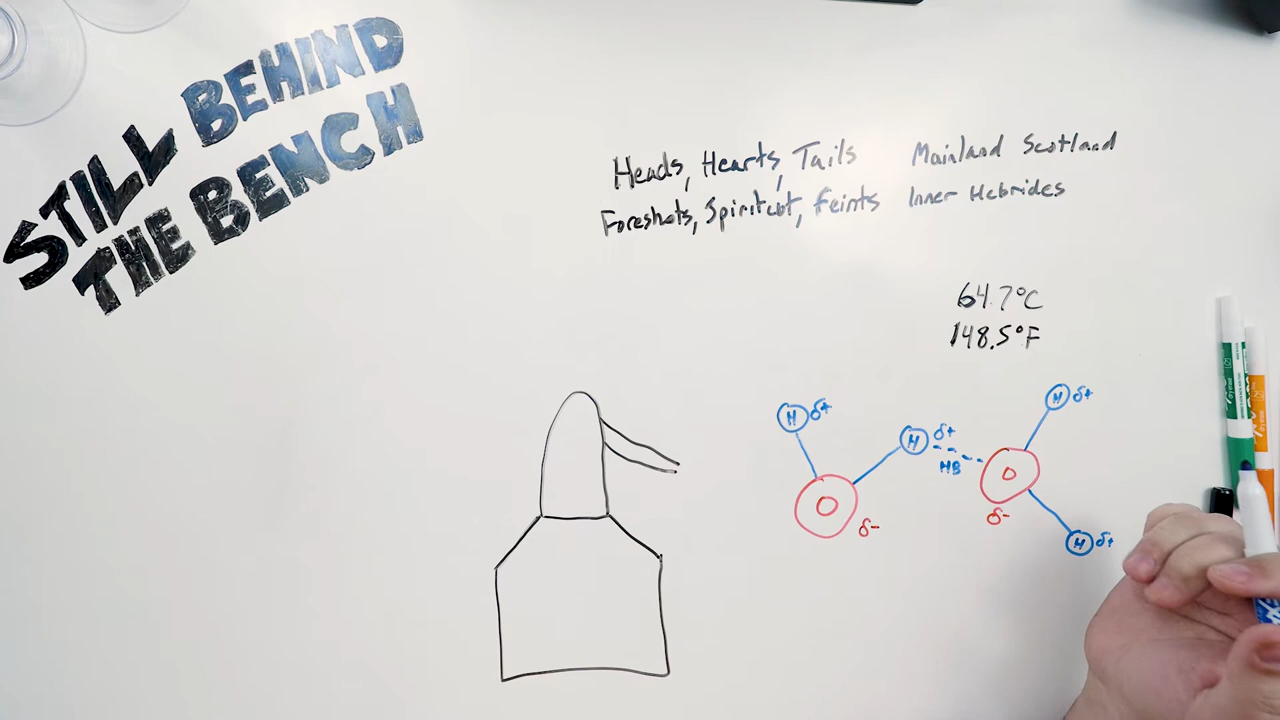 STILL BEHIND
THE BENCH
Heads, Hearts, Tails Mainland Scotland
Foreshots, Spiritcut, Feints Inner Hebrides
64.7°C
148.5°F
H δ+
H δ+
H δ+
HB
O
O
δ-
δ-
H δ+